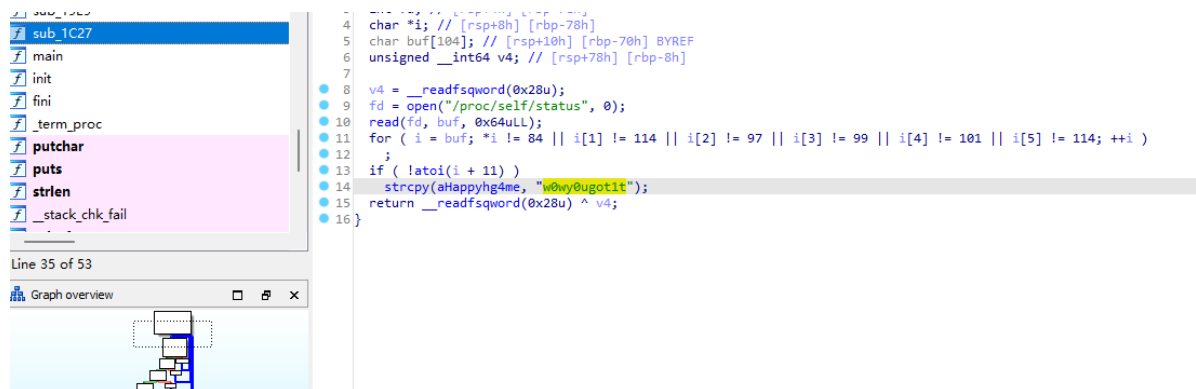 sub_1C27
main
init
fini
_term_proc
putchar
puts
strlen
__stack_chk_fail
Line 35 of 53
Graph overview
4 char *i; // [rsp+8h] [rbp-78h]
5 char buf[104]; // [rsp+10h] [rbp-70h] BYREF
6 unsigned __int64 v4; // [rsp+78h] [rbp-8h]
7
8 v4 = __readfsqword(0x28u);
9 fd = open("/proc/self/status", 0);
10 read(fd, buf, 0x64uLL);
11 for ( i = buf; *i != 84 || i[1] != 114 || i[2] != 97 || i[3] != 99 || i[4] != 101 || i[5] != 114; ++i )
12 ;
13 if ( !atoi(i + 11) )
14 strcpy(aHappyhg4me, "w0wy0ugot1t");
15 return __readfsqword(0x28u) ^ v4;
16 }